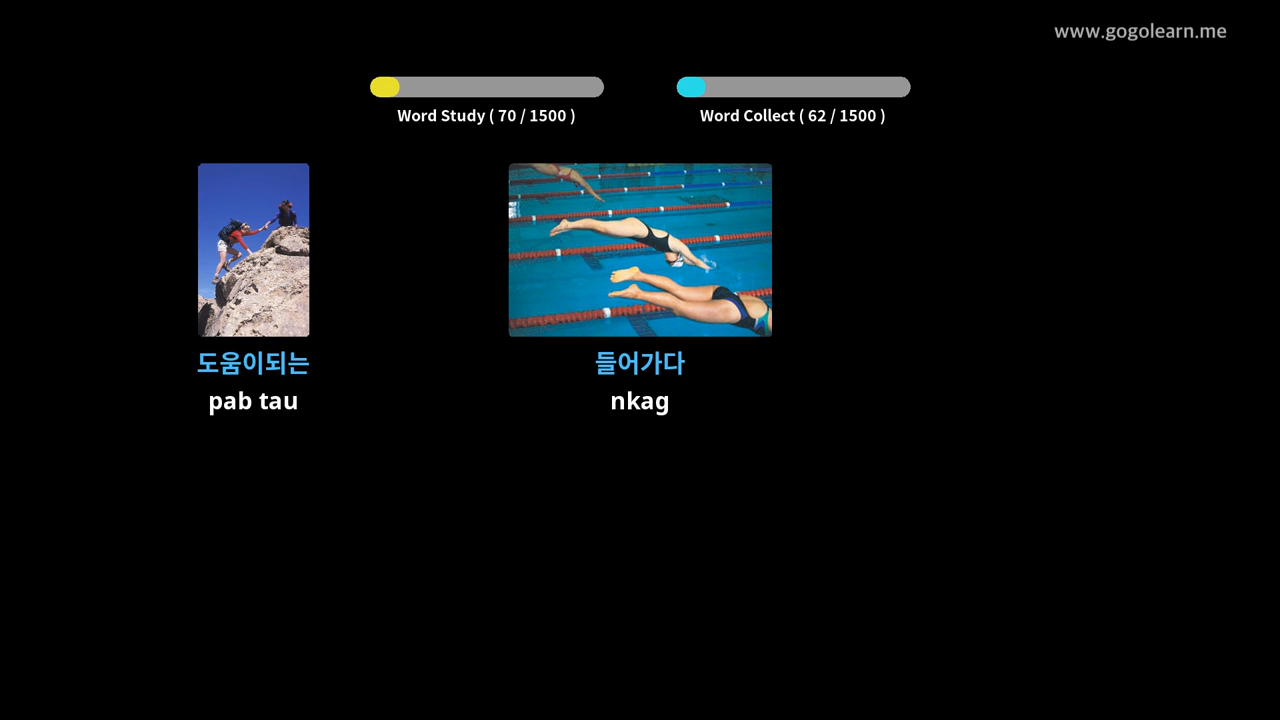 www.gogolearn.me
Word Study ( 70 / 1500 )
Word Collect ( 62 / 1500 )
도움이되는
pab tau
들어가다
nkag